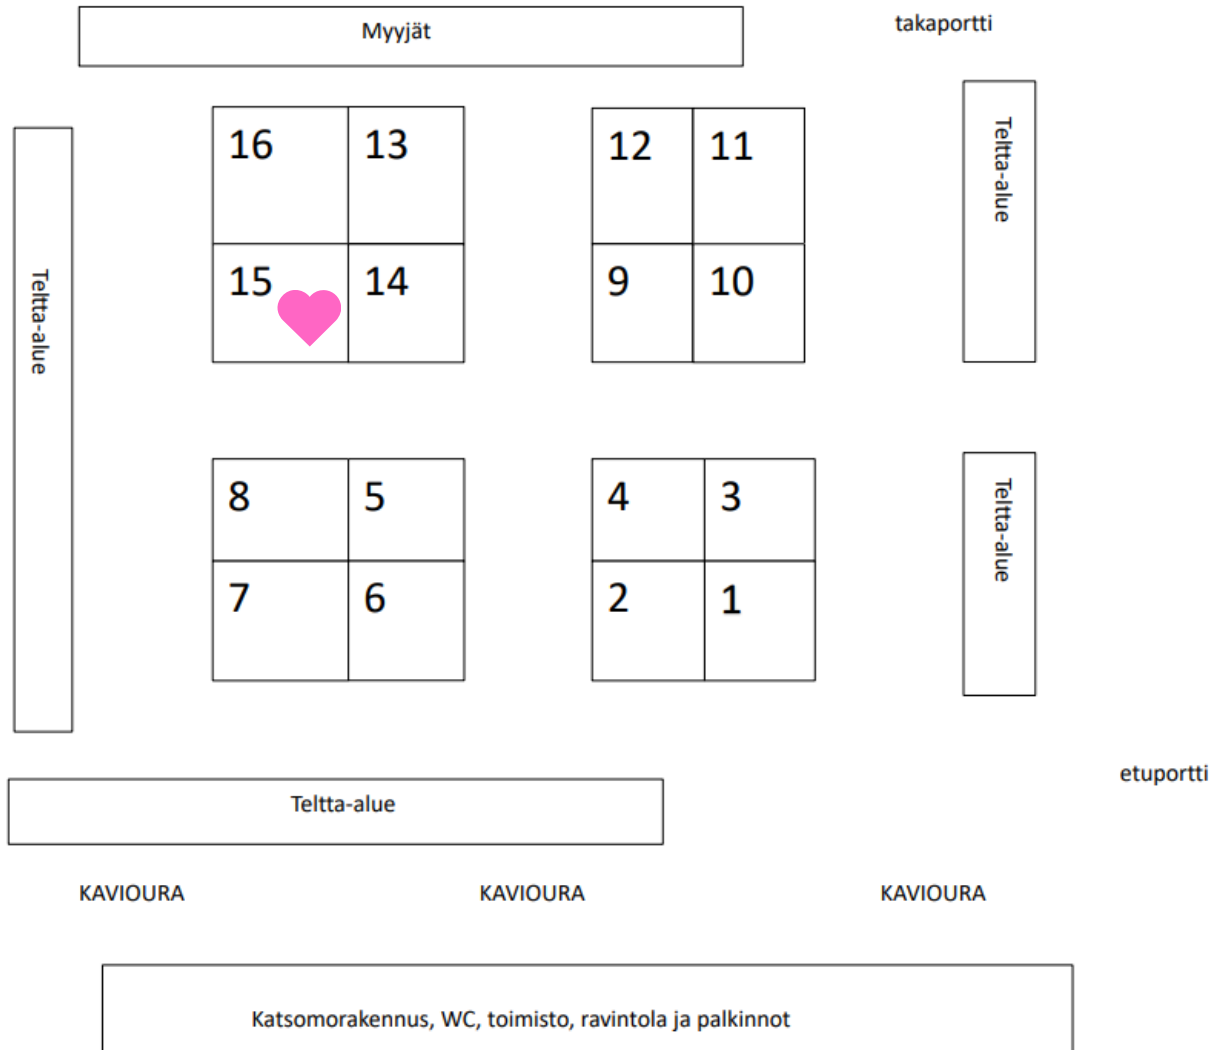 Myyjät
takaportti
16 13 12 11
Teltta-alue
15 14 9 10
Teltta-alue
8 5 4 3
Teltta-alue
7 6 2 1
etuportti
Teltta-alue
KAVIOURA KAVIOURA KAVIOURA
Katsomorakennus, WC, toimisto, ravintola ja palkinnot